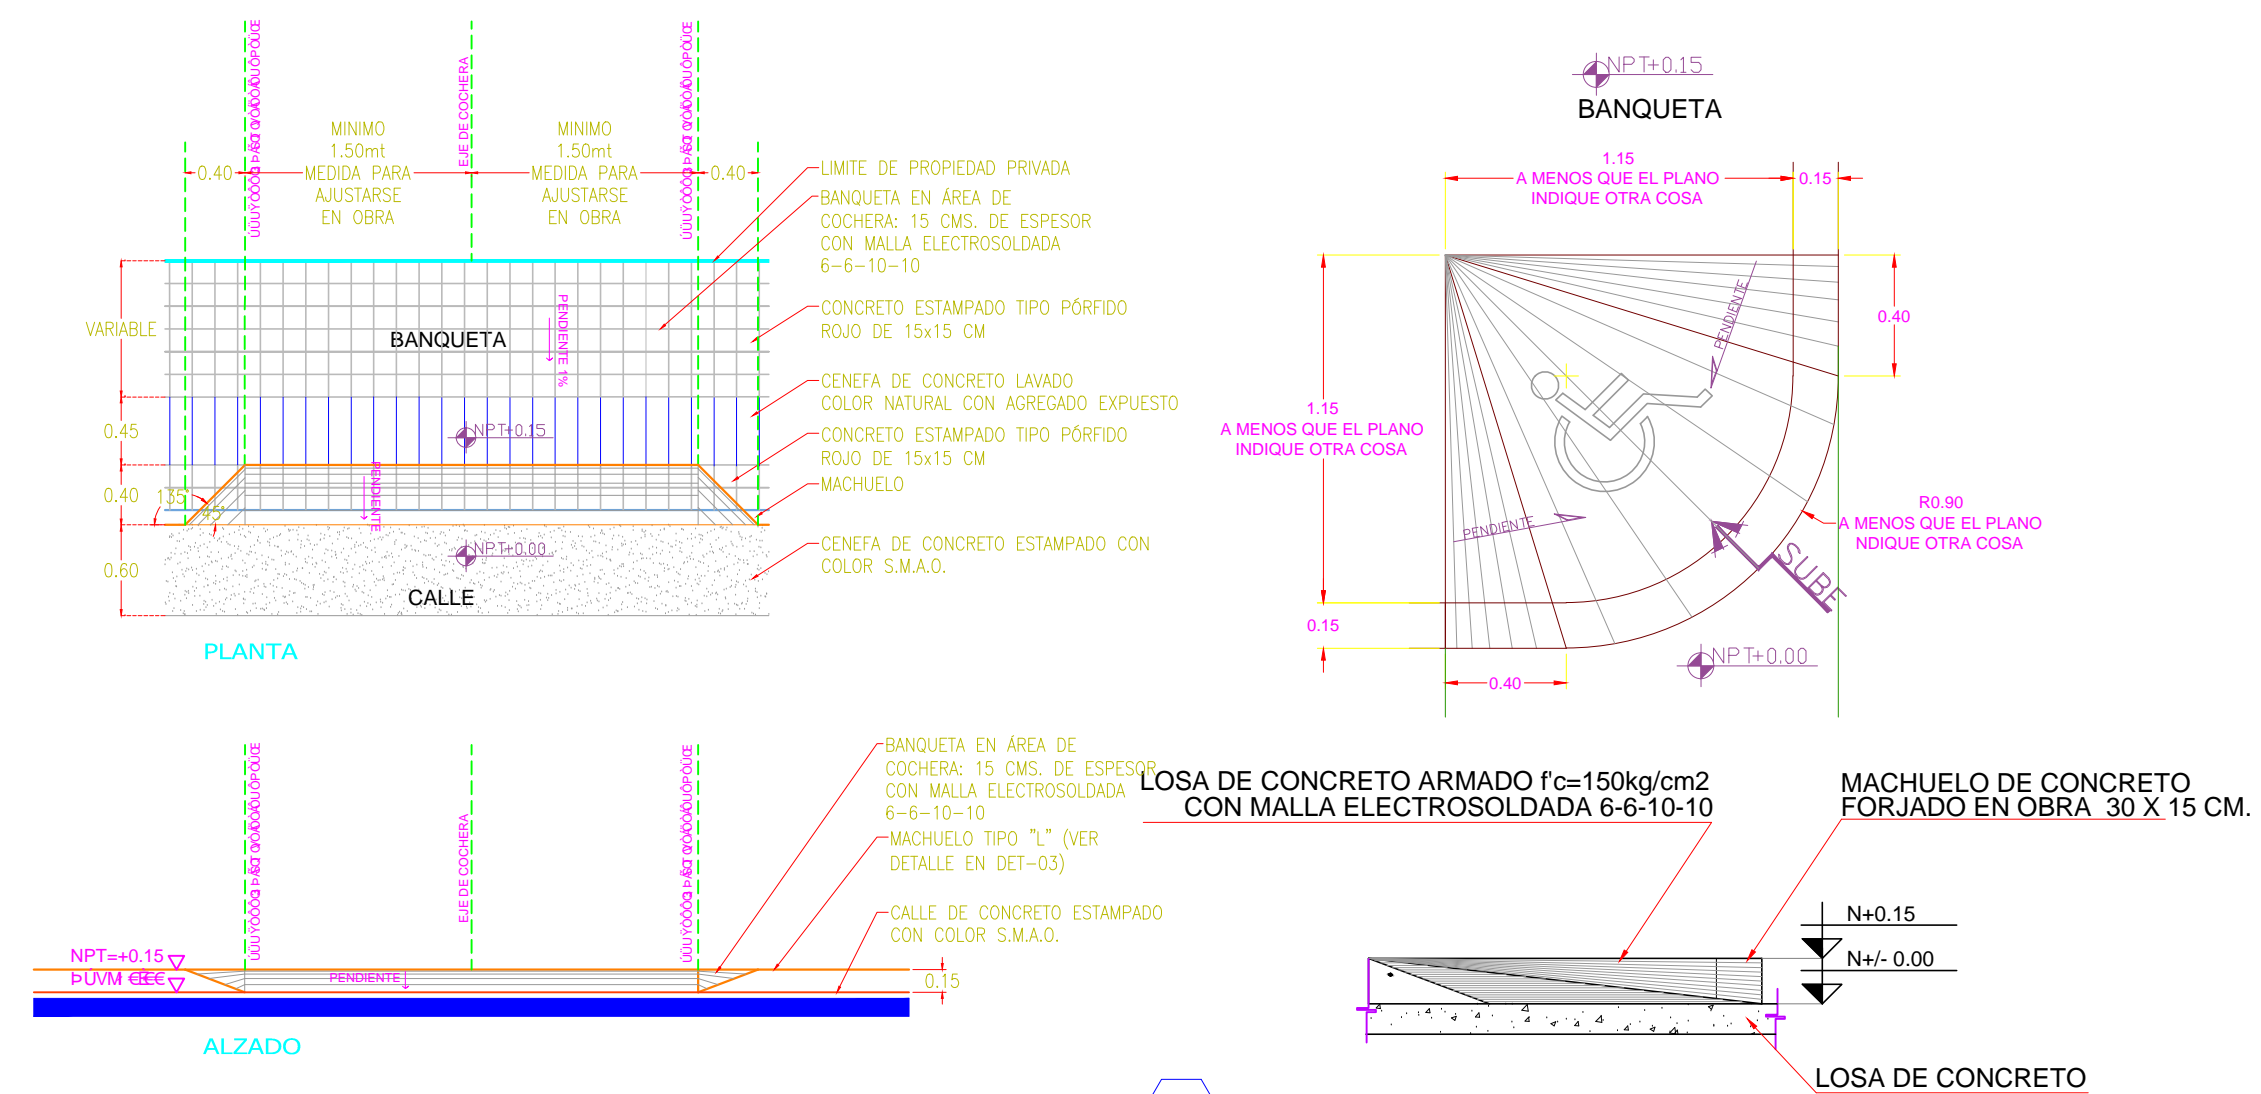 EJE DE COCHERA
0.40
MINIMO
1.50mt
MEDIDA PARA
AJUSTARSE
EN OBRA
MINIMO
1.50mt
MEDIDA PARA
AJUSTARSE
EN OBRA
0.40
LIMITE DE PROPIEDAD PRIVADA
BANQUETA EN ÁREA DE
COCHERA: 15 CMS. DE ESPESOR
CON MALLA ELECTROSOLDADA
6-6-10-10
CONCRETO ESTAMPADO TIPO PÓRFIDO
ROJO DE 15x15 CM
CENEFA DE CONCRETO LAVADO
COLOR NATURAL CON AGREGADO EXPUESTO
CONCRETO ESTAMPADO TIPO PÓRFIDO
ROJO DE 15x15 CM
MACHUELO
CENEFA DE CONCRETO ESTAMPADO CON
COLOR S.M.A.O.
VARIABLE
BANQUETA
PENDIENTE 1%
0.45
NPT+0.15
0.40
135°
45°
PENDIENTE
NPT+0.00
0.60
CALLE
PLANTA
NPT+0.15
BANQUETA
1.15
A MENOS QUE EL PLANO
INDIQUE OTRA COSA
0.15
PENDIENTE
0.40
1.15
A MENOS QUE EL PLANO
INDIQUE OTRA COSA
PENDIENTE
R0.90
A MENOS QUE EL PLANO
NDIQUE OTRA COSA
SUBE
0.15
NPT+0.00
0.40
EJE DE COCHERA
BANQUETA EN ÁREA DE
COCHERA: 15 CMS. DE ESPESOR
CON MALLA ELECTROSOLDADA
6-6-10-10
MACHUELO TIPO "L" (VER
DETALLE EN DET-03)
CALLE DE CONCRETO ESTAMPADO
CON COLOR S.M.A.O.
NPT=+0.15
PENDIENTE
0.15
ALZADO
LOSA DE CONCRETO ARMADO f'c=150kg/cm2
CON MALLA ELECTROSOLDADA 6-6-10-10
MACHUELO DE CONCRETO
FORJADO EN OBRA 30 X 15 CM.
N+0.15
N+/- 0.00
LOSA DE CONCRETO